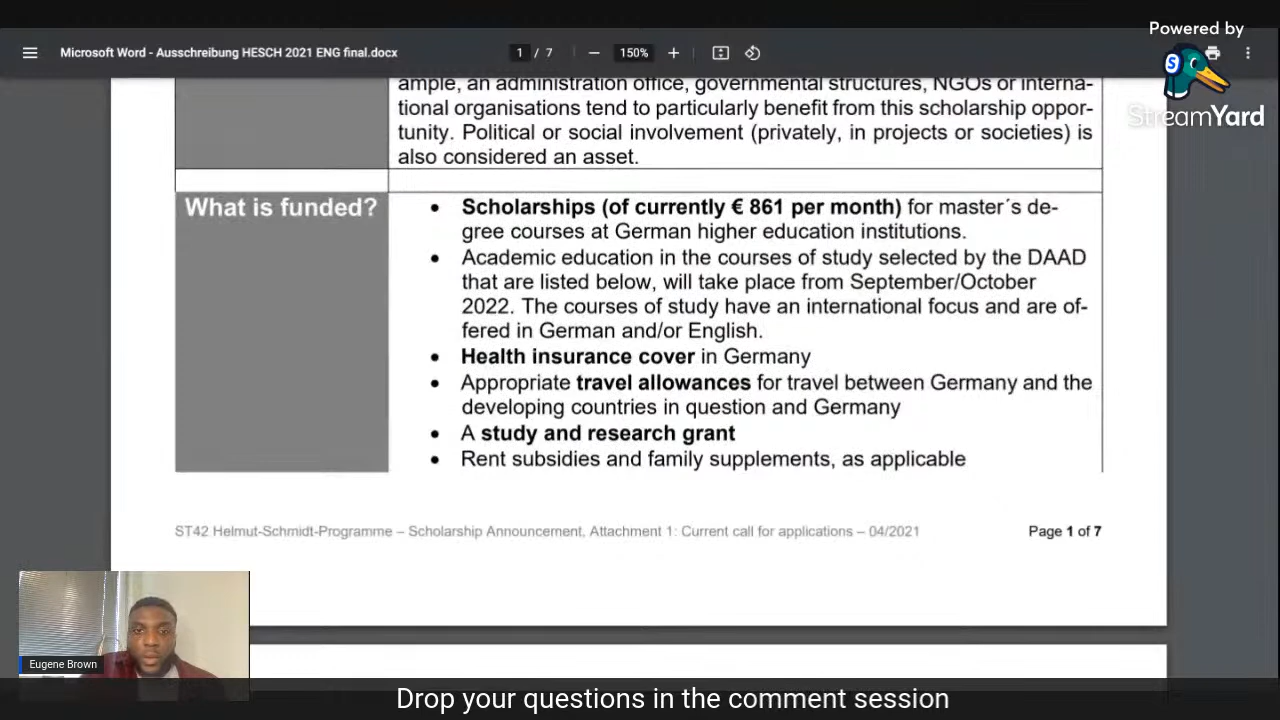 Powered by
StreamYard
Microsoft Word - Ausschreibung HESCH 2021 ENG final.docx
1 / 7
150%
ample, an administration office, governmental structures, NGOs or interna-
tional organisations tend to particularly benefit from this scholarship oppor-
tunity. Political or social involvement (privately, in projects or societies) is
also considered an asset.
What is funded?
• Scholarships (of currently € 861 per month) for master´s de-
gree courses at German higher education institutions.
• Academic education in the courses of study selected by the DAAD
that are listed below, will take place from September/October
2022. The courses of study have an international focus and are of-
fered in German and/or English.
• Health insurance cover in Germany
• Appropriate travel allowances for travel between Germany and the
developing countries in question and Germany
• A study and research grant
• Rent subsidies and family supplements, as applicable
ST42 Helmut-Schmidt-Programme – Scholarship Announcement, Attachment 1: Current call for applications – 04/2021
Page 1 of 7
Eugene Brown
Drop your questions in the comment session